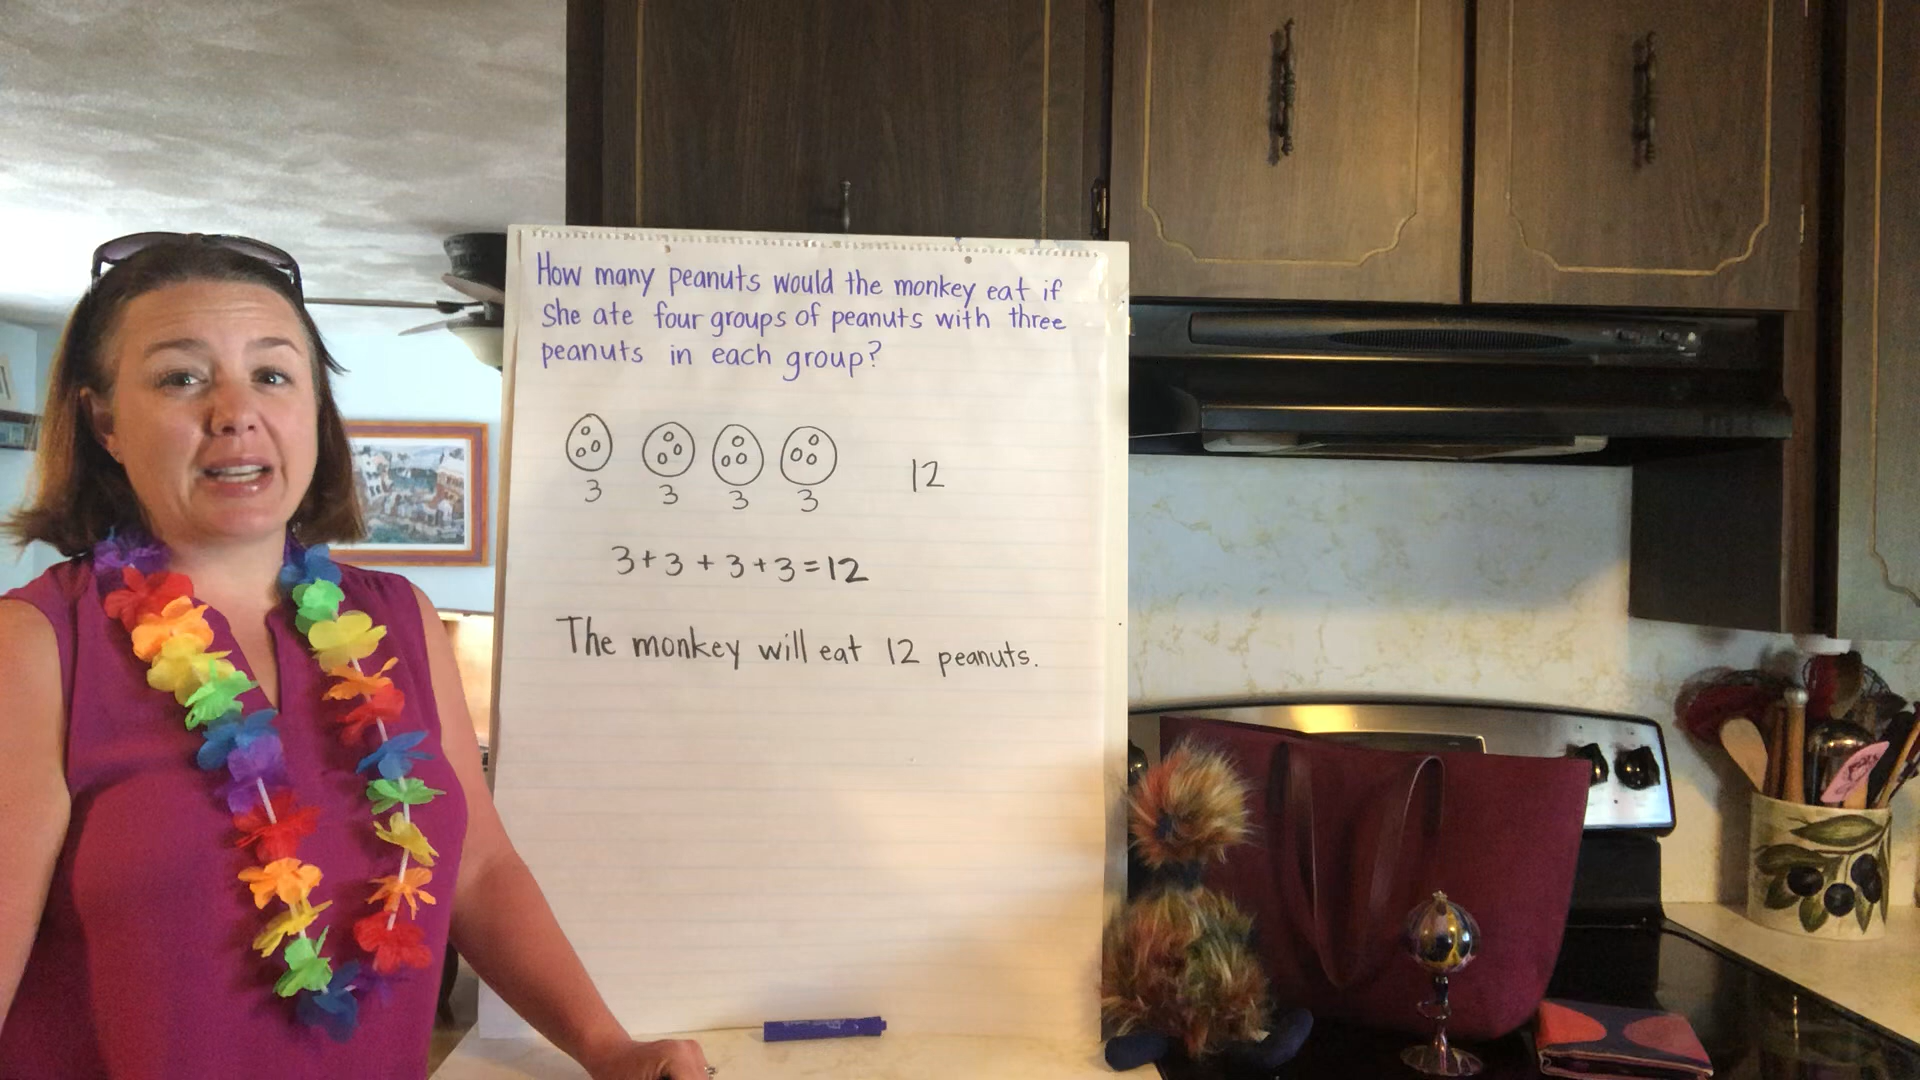 How many peanuts would the monkey eat if
She ate four groups of peanuts with three
peanuts in each group?
3 3 3 3 12
3+3+3+3=12
The monkey will eat 12 peanuts.